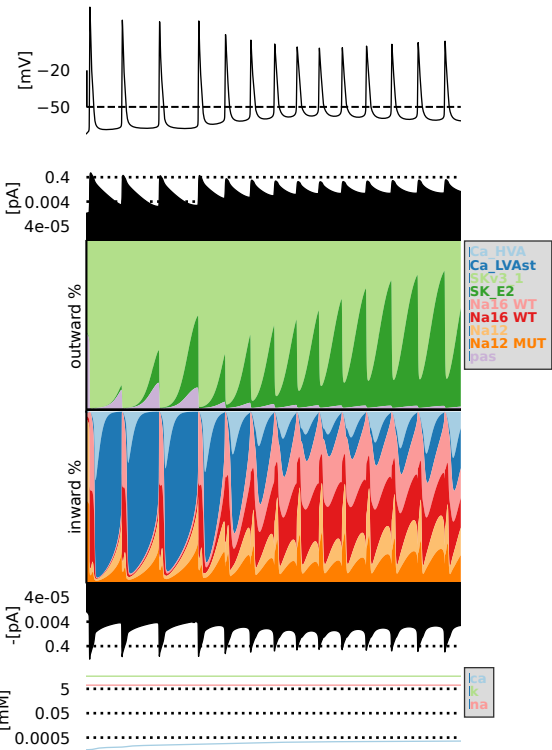 [mV]
−20
−50
[pA]
0.4
0.004
4e-05
outward %
Ca_HVA
Ca_LVAst
SKv3_1
SK_E2
Na16 WT
Na16 WT
Na12
Na12 MUT
pas
inward %
-[pA]
4e-05
0.004
0.4
[mM]
5
0.05
0.0005
ca
k
na